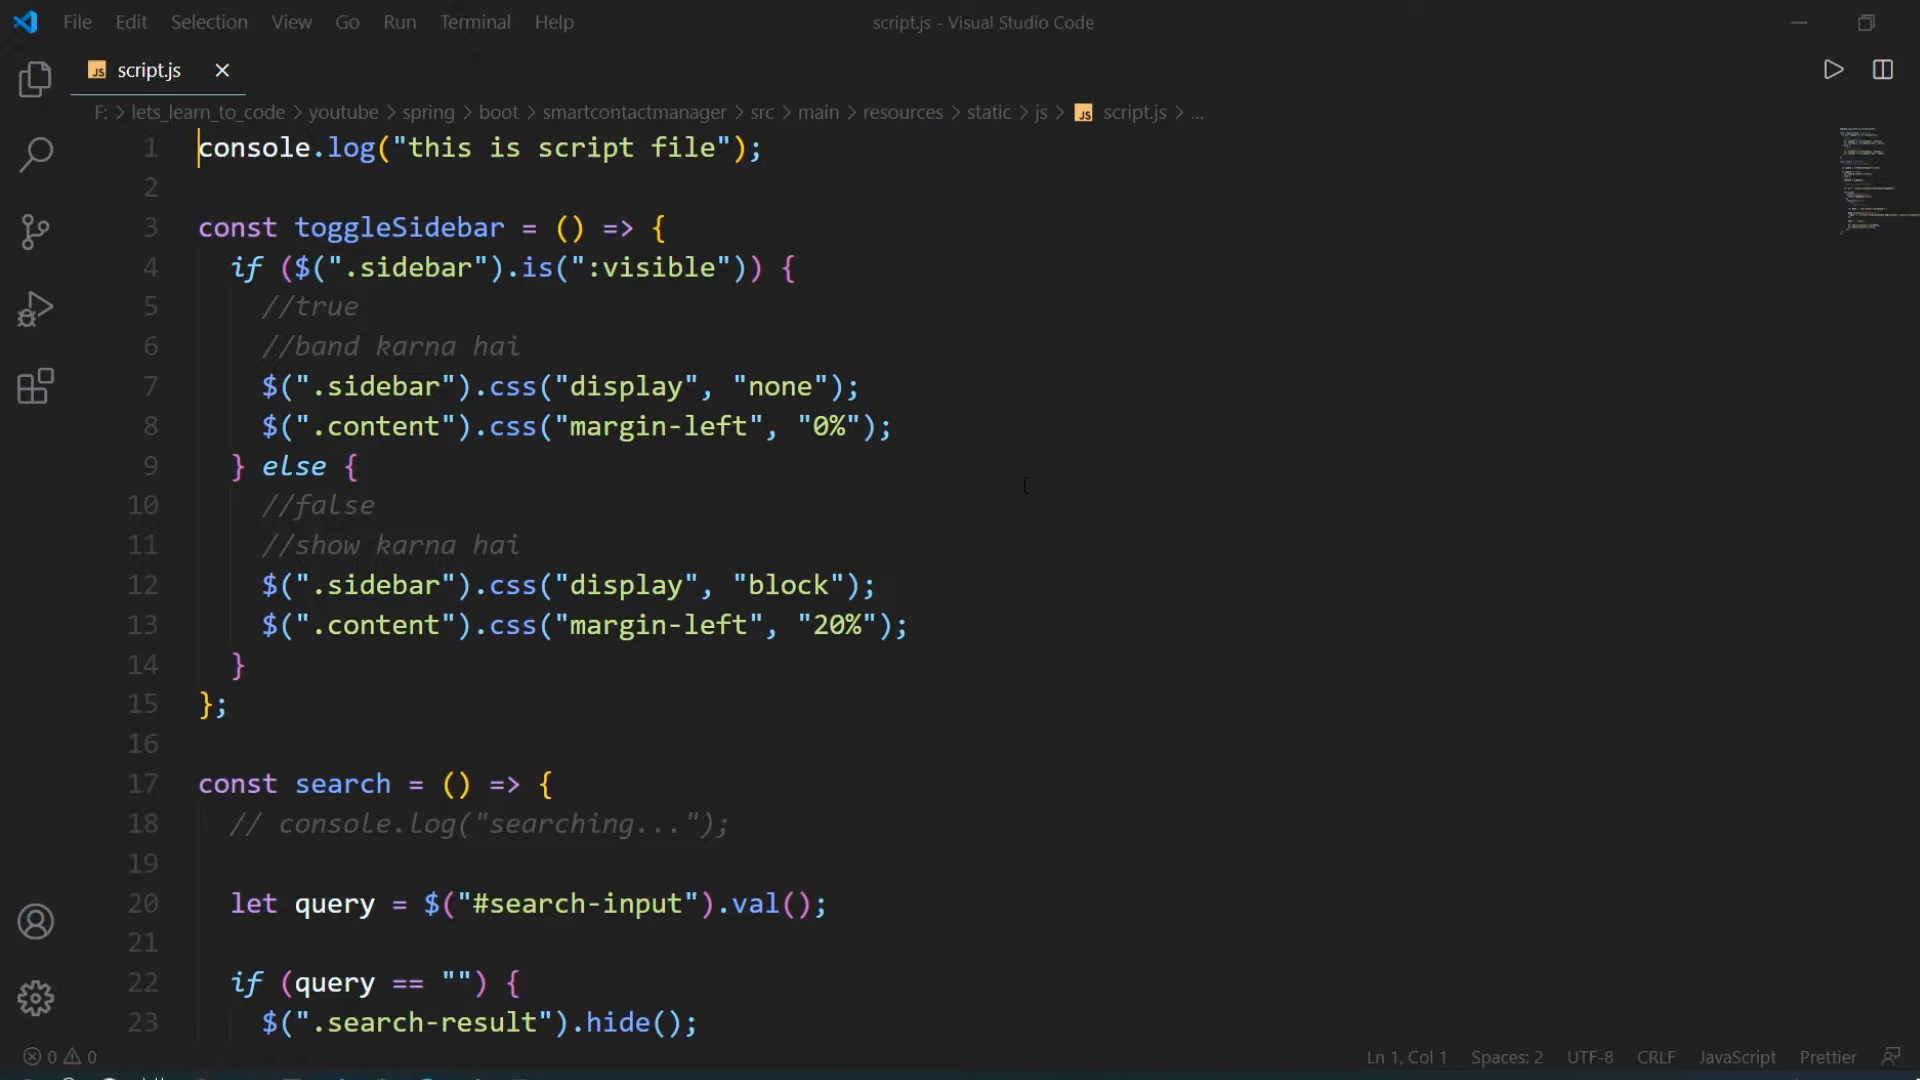 File Edit Selection View Go Run Terminal Help
script.js - Visual Studio Code
JS script.js
F: > lets_learn_to_code > youtube > spring > boot > smartcontactmanager > src > main > resources > static > js > JS script.js > ...
1 console.log("this is script file");
2
3 const toggleSidebar = () => {
4 if ($(".sidebar").is(":visible")) {
5 //true
6 //band karna hai
7 $(".sidebar").css("display", "none");
8 $(".content").css("margin-left", "0%");
9 } else {
10 //false
11 //show karna hai
12 $(".sidebar").css("display", "block");
13 $(".content").css("margin-left", "20%");
14 }
15 };
16
17 const search = () => {
18 // console.log("searching...");
19
20 let query = $("#search-input").val();
21
22 if (query == "") {
23 $(".search-result").hide();
0 0
Ln 1, Col 1 Spaces: 2 UTF-8 CRLF JavaScript Prettier